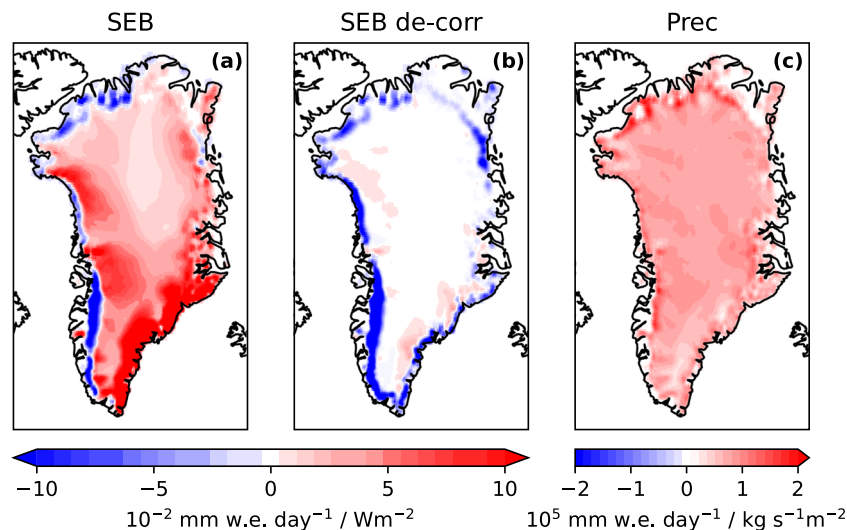 SEB SEB de-corr Prec
(a) (b) (c)
−10 −5 0 5 10 −2 −1 0 1 2
10⁻² mm w.e. day⁻¹ / Wm⁻² 10⁵ mm w.e. day⁻¹ / kg s⁻¹m⁻²